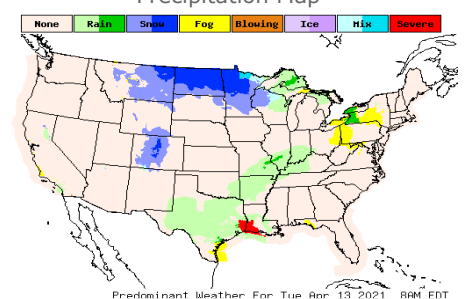 Precipitation Map
None Rain Snow Fog Blowing Ice Mix Severe
Predominant Weather For Tue Apr 13 2021 8AM EDT